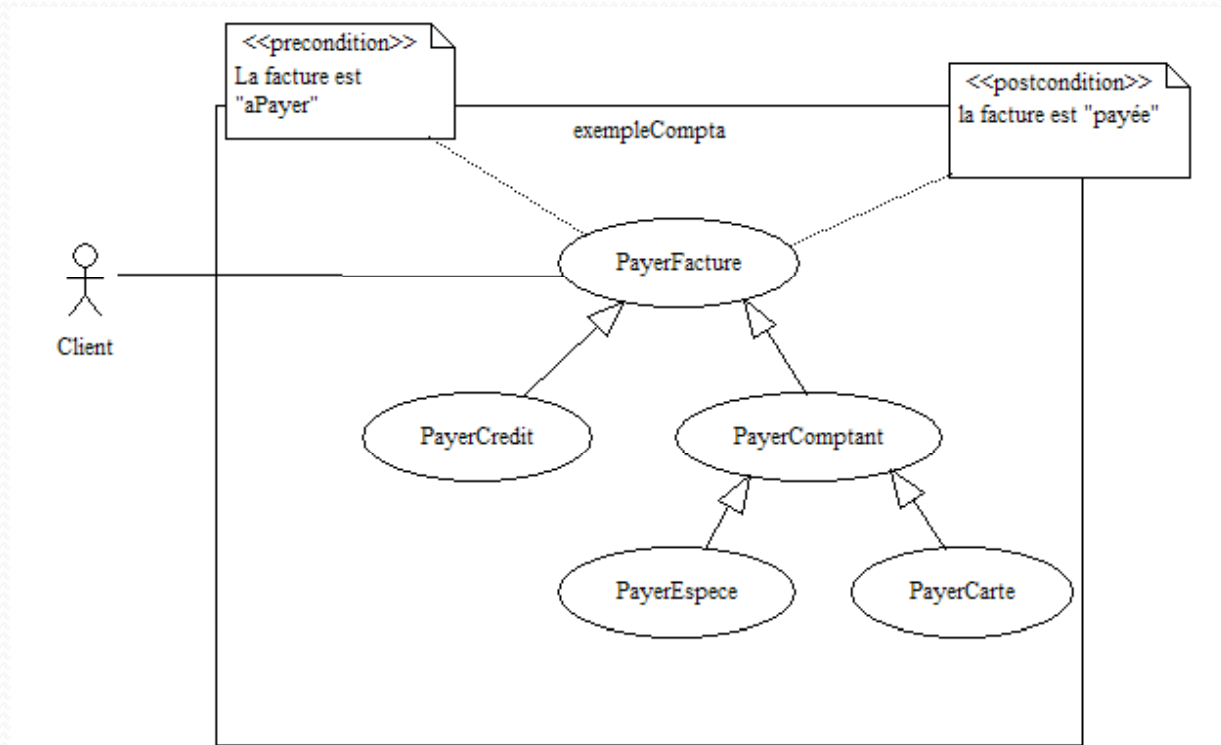 <<precondition>>
La facture est
"aPayer"
<<postcondition>>
la facture est "payée"
exempleCompta
PayerFacture
Client
PayerCredit
PayerComptant
PayerEspece
PayerCarte